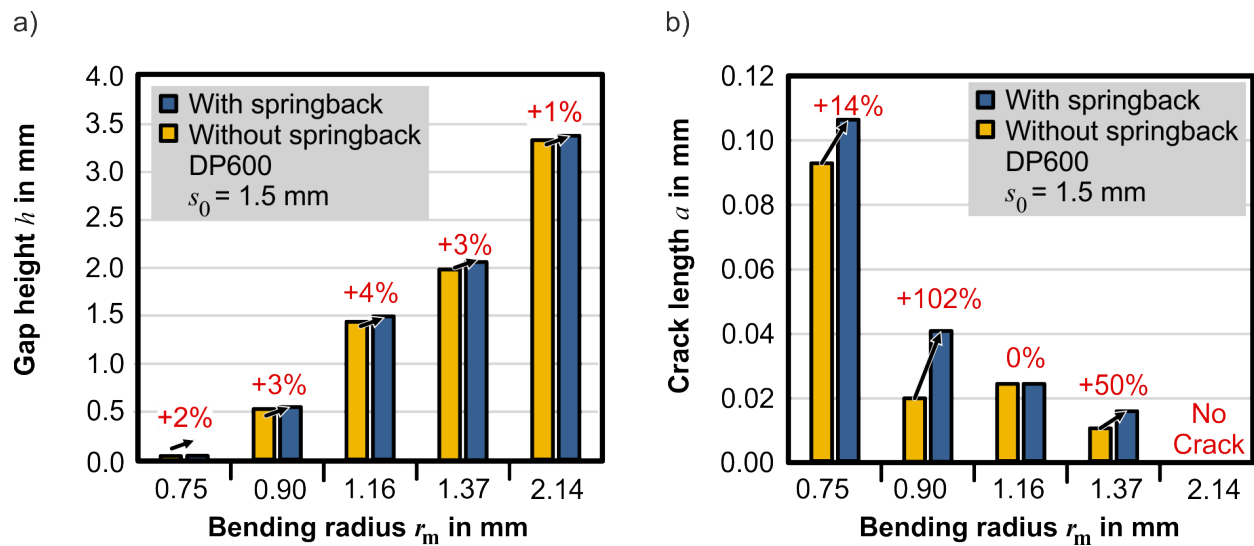 a)
Gap height h in mm
4.0
3.5
3.0
2.5
2.0
1.5
1.0
0.5
0.0
With springback
Without springback
DP600
s0 = 1.5 mm
+2%
+3%
+4%
+3%
+1%
0.75 0.90 1.16 1.37 2.14
Bending radius rm in mm
b)
Crack length a in mm
0.12
0.10
0.08
0.06
0.04
0.02
0.00
With springback
Without springback
DP600
s0 = 1.5 mm
+14%
+102%
0%
+50%
No
Crack
0.75 0.90 1.16 1.37 2.14
Bending radius rm in mm